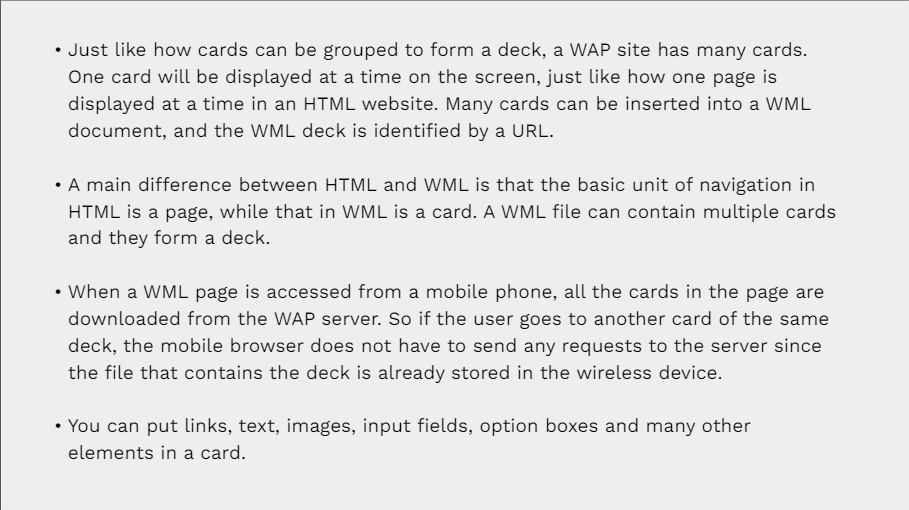 • Just like how cards can be grouped to form a deck, a WAP site has many cards.
One card will be displayed at a time on the screen, just like how one page is
displayed at a time in an HTML website. Many cards can be inserted into a WML
document, and the WML deck is identified by a URL.
• A main difference between HTML and WML is that the basic unit of navigation in
HTML is a page, while that in WML is a card. A WML file can contain multiple cards
and they form a deck.
• When a WML page is accessed from a mobile phone, all the cards in the page are
downloaded from the WAP server. So if the user goes to another card of the same
deck, the mobile browser does not have to send any requests to the server since
the file that contains the deck is already stored in the wireless device.
• You can put links, text, images, input fields, option boxes and many other
elements in a card.